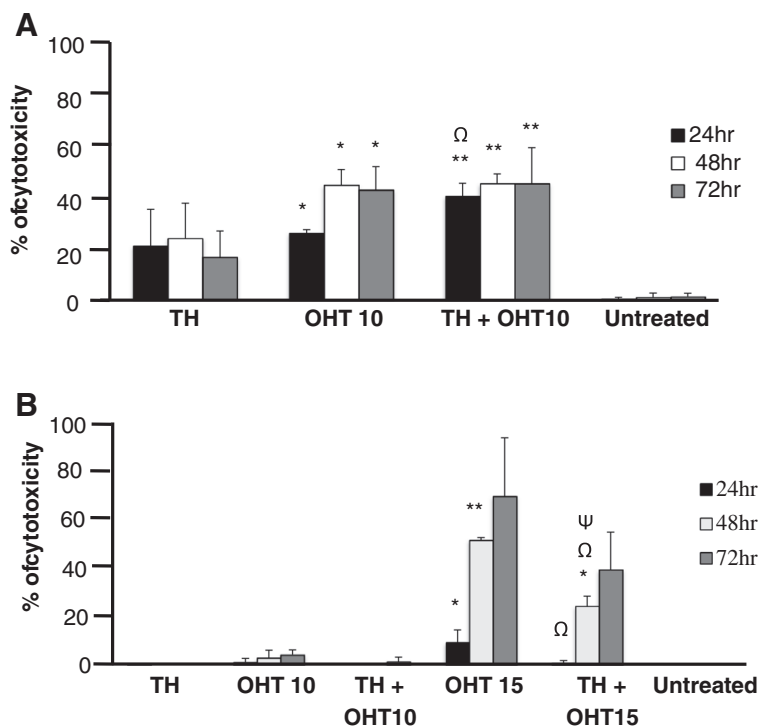 A
% ofcytotoxicity
100
80
60
40
20
0
* * * Ω ** ** **
24hr
48hr
72hr
TH OHT 10 TH + OHT10 Untreated
B
% ofcytotoxicity
100
80
60
40
20
0
* ** Ω Ψ Ω *
24hr
48hr
72hr
TH OHT 10 TH + OHT 15 TH + Untreated
OHT10 OHT15